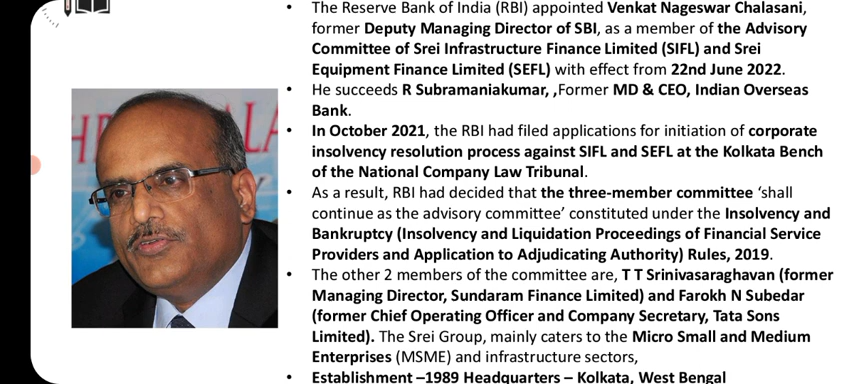 • The Reserve Bank of India (RBI) appointed Venkat Nageswar Chalasani,
former Deputy Managing Director of SBI, as a member of the Advisory
Committee of Srei Infrastructure Finance Limited (SIFL) and Srei
Equipment Finance Limited (SEFL) with effect from 22nd June 2022.
• He succeeds R Subramaniakumar, ,Former MD & CEO, Indian Overseas
Bank.
• In October 2021, the RBI had filed applications for initiation of corporate
insolvency resolution process against SIFL and SEFL at the Kolkata Bench
of the National Company Law Tribunal.
• As a result, RBI had decided that the three-member committee ‘shall
continue as the advisory committee’ constituted under the Insolvency and
Bankruptcy (Insolvency and Liquidation Proceedings of Financial Service
Providers and Application to Adjudicating Authority) Rules, 2019.
• The other 2 members of the committee are, T T Srinivasaraghavan (former
Managing Director, Sundaram Finance Limited) and Farokh N Subedar
(former Chief Operating Officer and Company Secretary, Tata Sons
Limited). The Srei Group, mainly caters to the Micro Small and Medium
Enterprises (MSME) and infrastructure sectors,
• Establishment –1989 Headquarters – Kolkata, West Bengal